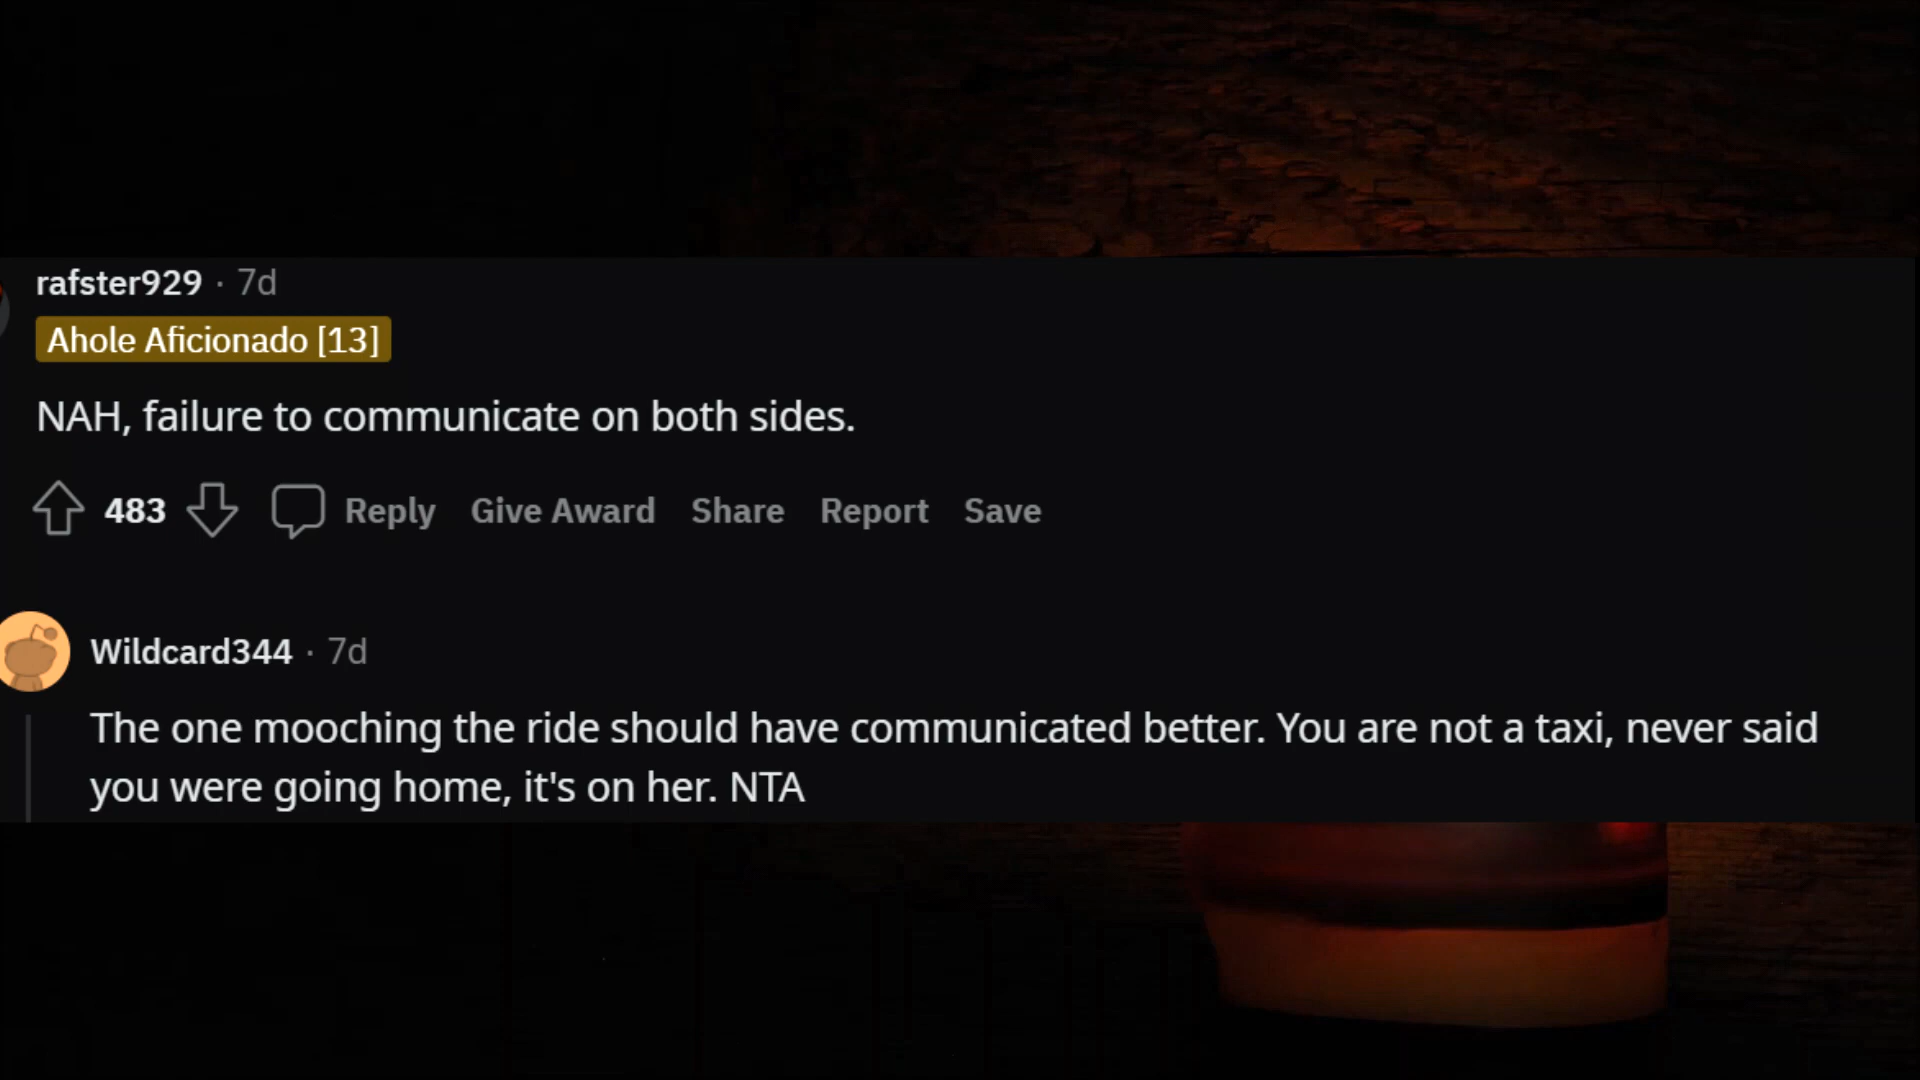 rafster929 · 7d
Ahole Aficionado [13]
NAH, failure to communicate on both sides.
483 Reply Give Award Share Report Save
Wildcard344 · 7d
The one mooching the ride should have communicated better. You are not a taxi, never said
you were going home, it's on her. NTA